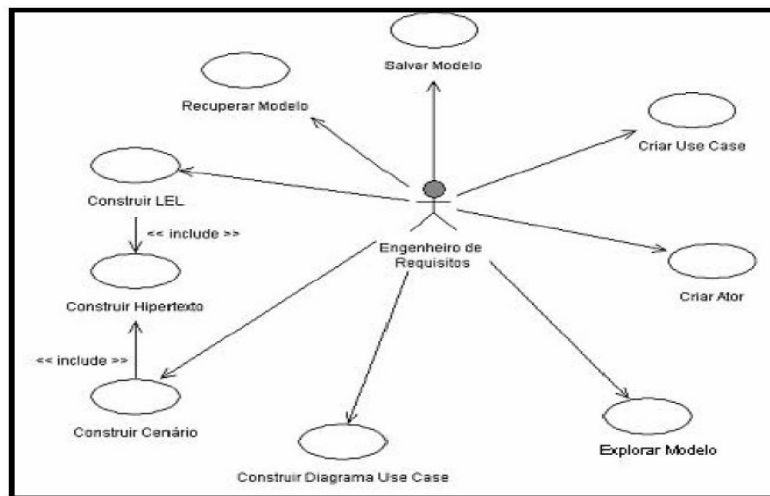 Salvar Modelo
Recuperar Modelo
Criar Use Case
Construir LEL
<< include >>
Engenheiro de
Requisitos
Construir Hipertexto
Criar Ator
<< include >>
Construir Cenário
Explorar Modelo
Construir Diagrama Use Case